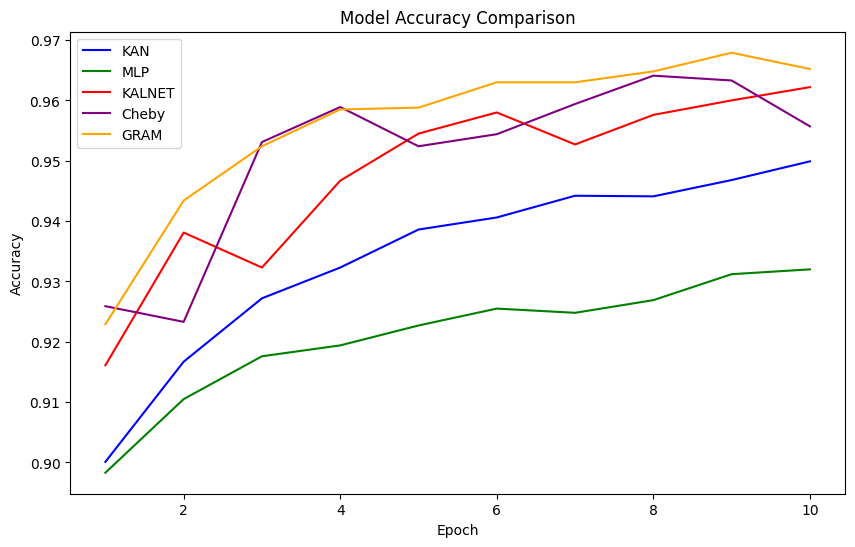 Model Accuracy Comparison
KAN
MLP
KALNET
Cheby
GRAM
Accuracy
0.97
0.96
0.95
0.94
0.93
0.92
0.91
0.90
2 4 6 8 10
Epoch